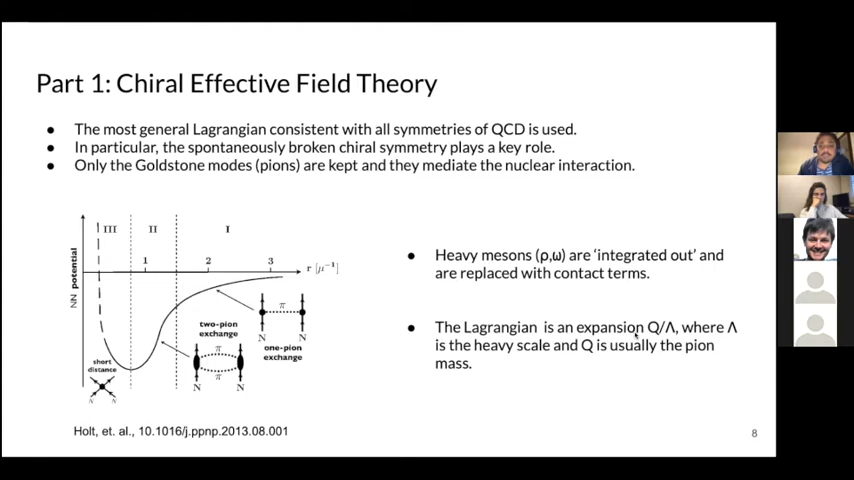 Part 1: Chiral Effective Field Theory
● The most general Lagrangian consistent with all symmetries of QCD is used.
● In particular, the spontaneously broken chiral symmetry plays a key role.
● Only the Goldstone modes (pions) are kept and they mediate the nuclear interaction.
III II I
1 2 3
r [μ⁻¹]
NN potential
π
N N
one-pion
exchange
two-pion
exchange
π
π
N N
short
distance
N N
● Heavy mesons (ρ,ω) are ‘integrated out’ and
are replaced with contact terms.
● The Lagrangian is an expansion Q/Λ, where Λ
is the heavy scale and Q is usually the pion
mass.
Holt, et. al., 10.1016/j.ppnp.2013.08.001
8